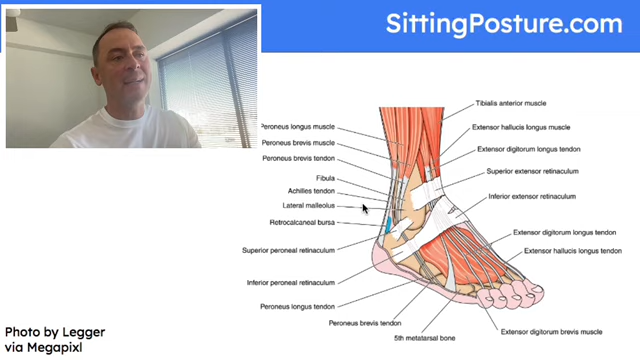 SittingPosture.com
Tibialis anterior muscle
Peroneus longus muscle
Extensor hallucis longus muscle
Peroneus brevis muscle
Extensor digitorum longus tendon
Peroneus brevis tendon
Superior extensor retinaculum
Fibula
Achilles tendon
Inferior extensor retinaculum
Lateral malleolus
Retrocalcaneal bursa
Extensor digitorum longus tendon
Superior peroneal retinaculum
Extensor hallucis longus tendon
Inferior peroneal retinaculum
Peroneus longus tendon
Peroneus brevis tendon
Extensor digitorum brevis muscle
5th metatarsal bone
Photo by Legger
via Megapixl